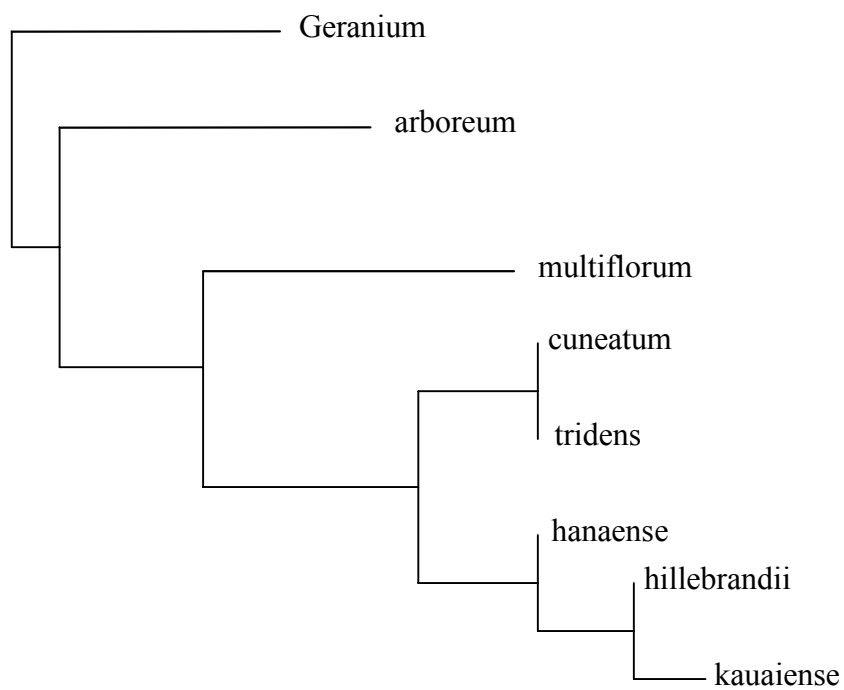 Geranium
arboreum
multiflorum
cuneatum
tridens
hanaense
hillebrandii
kauaiense